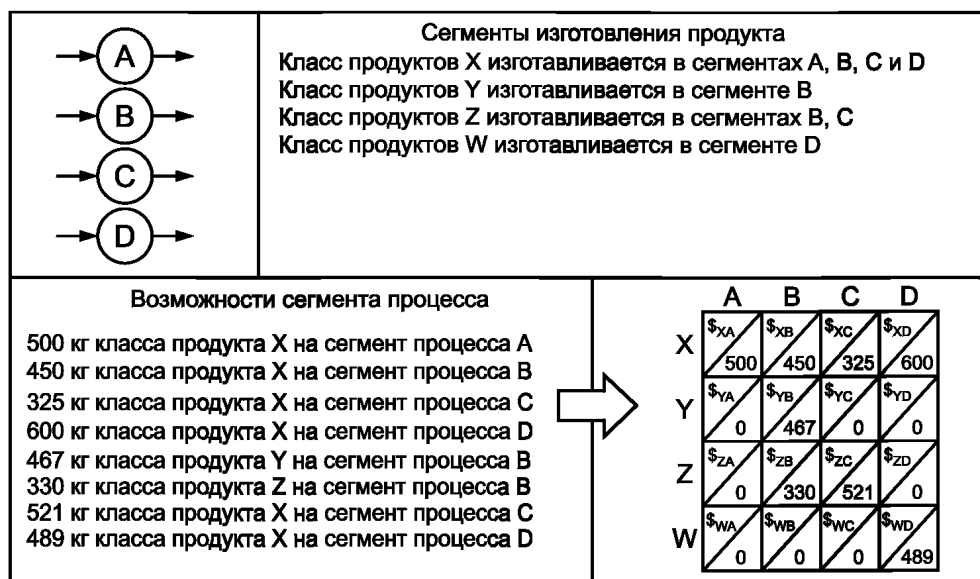 A
B
C
D
Сегменты изготовления продукта
Класс продуктов X изготавливается в сегментах A, B, C и D
Класс продуктов Y изготавливается в сегменте B
Класс продуктов Z изготавливается в сегментах B, C
Класс продуктов W изготавливается в сегменте D
Возможности сегмента процесса
500 кг класса продукта X на сегмент процесса A
450 кг класса продукта X на сегмент процесса B
325 кг класса продукта X на сегмент процесса C
600 кг класса продукта X на сегмент процесса D
467 кг класса продукта Y на сегмент процесса B
330 кг класса продукта Z на сегмент процесса B
521 кг класса продукта X на сегмент процесса C
489 кг класса продукта X на сегмент процесса D
A B C D
$XA $XB $XC $XD
X
500 450 325 600
$YA $YB $YC $YD
Y
0 467 0 0
$ZA $ZB $ZC $ZD
Z
0 330 521 0
$WA $WB $WC $WD
W
0 0 0 489